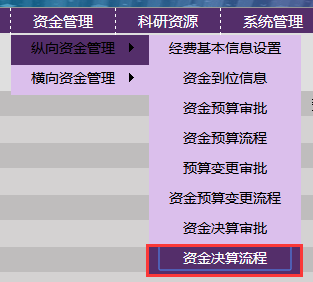 资金管理 科研资源 系统管理
纵向资金管理
横向资金管理
经费基本信息设置
资金到位信息
资金预算审批
资金预算流程
预算变更审批
资金预算变更流程
资金决算审批
资金决算流程